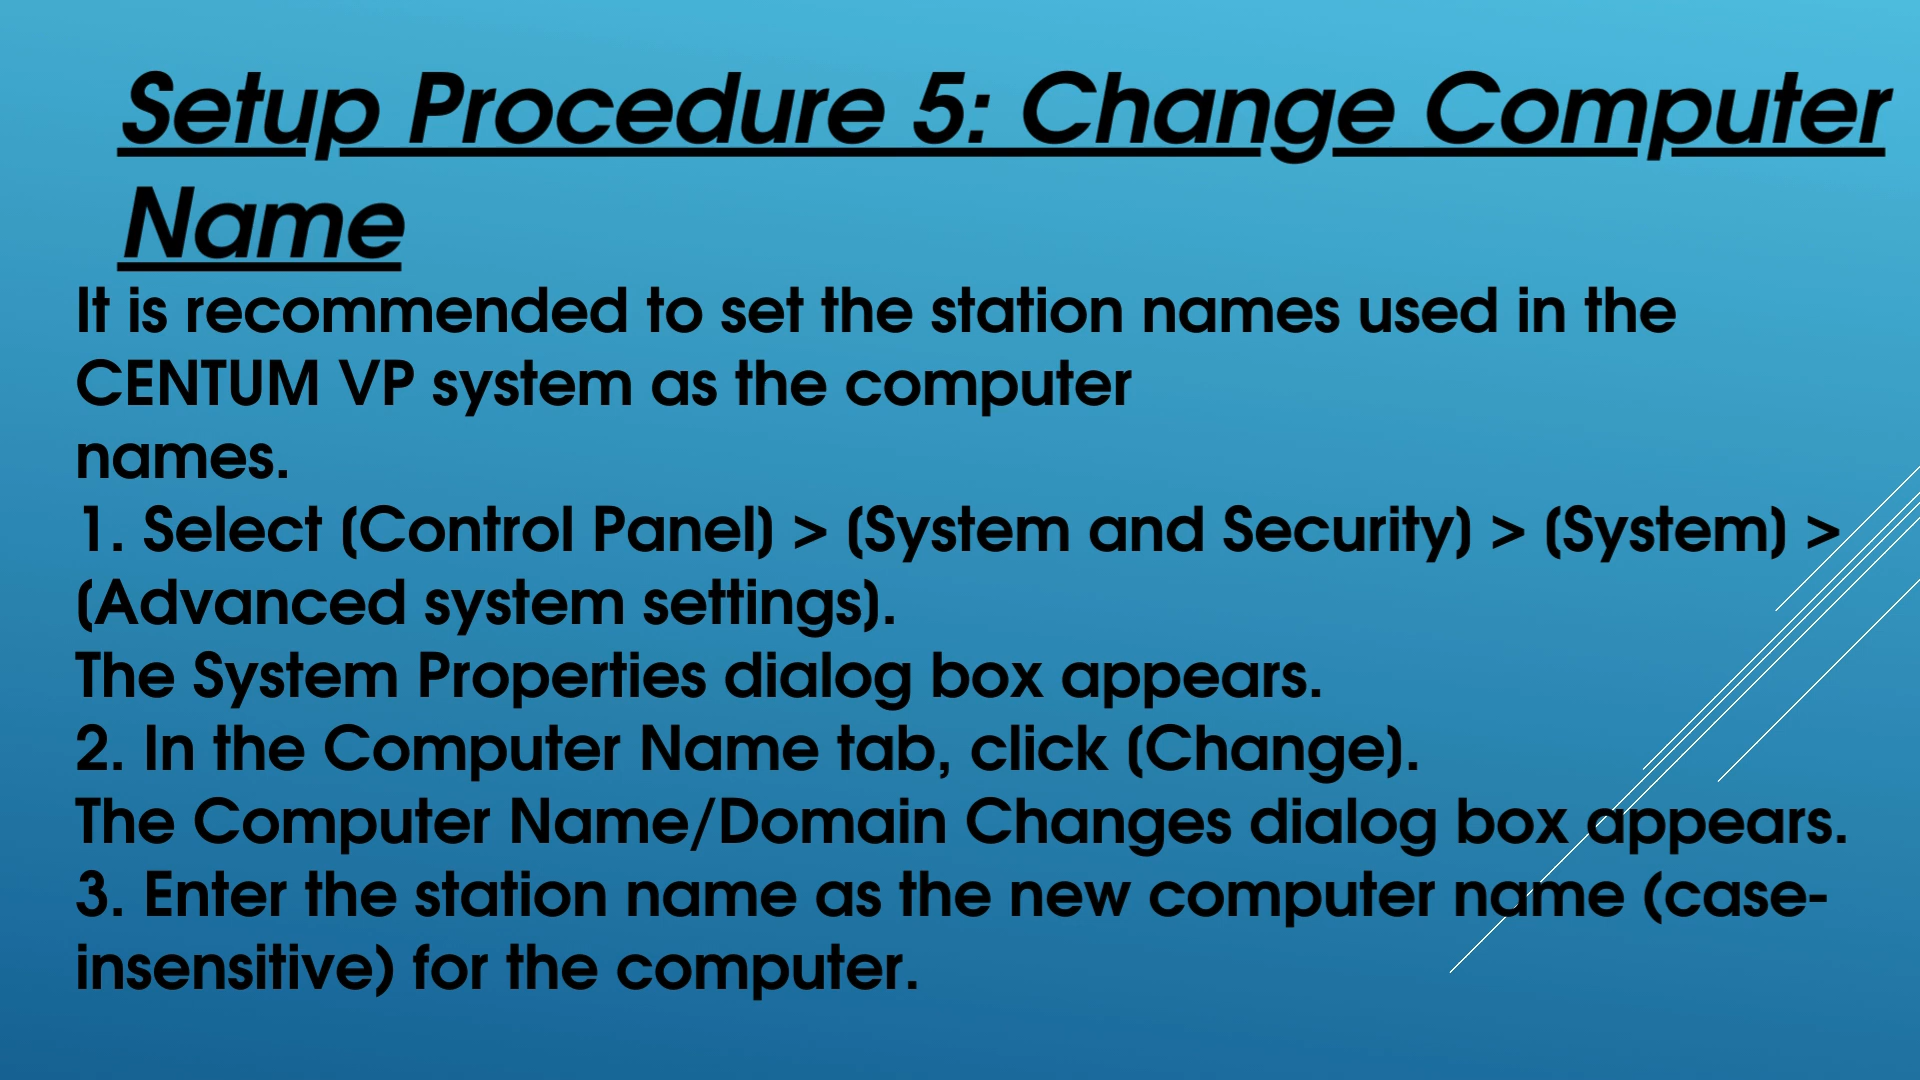 Setup Procedure 5: Change Computer
Name
It is recommended to set the station names used in the
CENTUM VP system as the computer
names.
1. Select [Control Panel] > [System and Security] > [System] >
[Advanced system settings].
The System Properties dialog box appears.
2. In the Computer Name tab, click [Change].
The Computer Name/Domain Changes dialog box appears.
3. Enter the station name as the new computer name (case-
insensitive) for the computer.